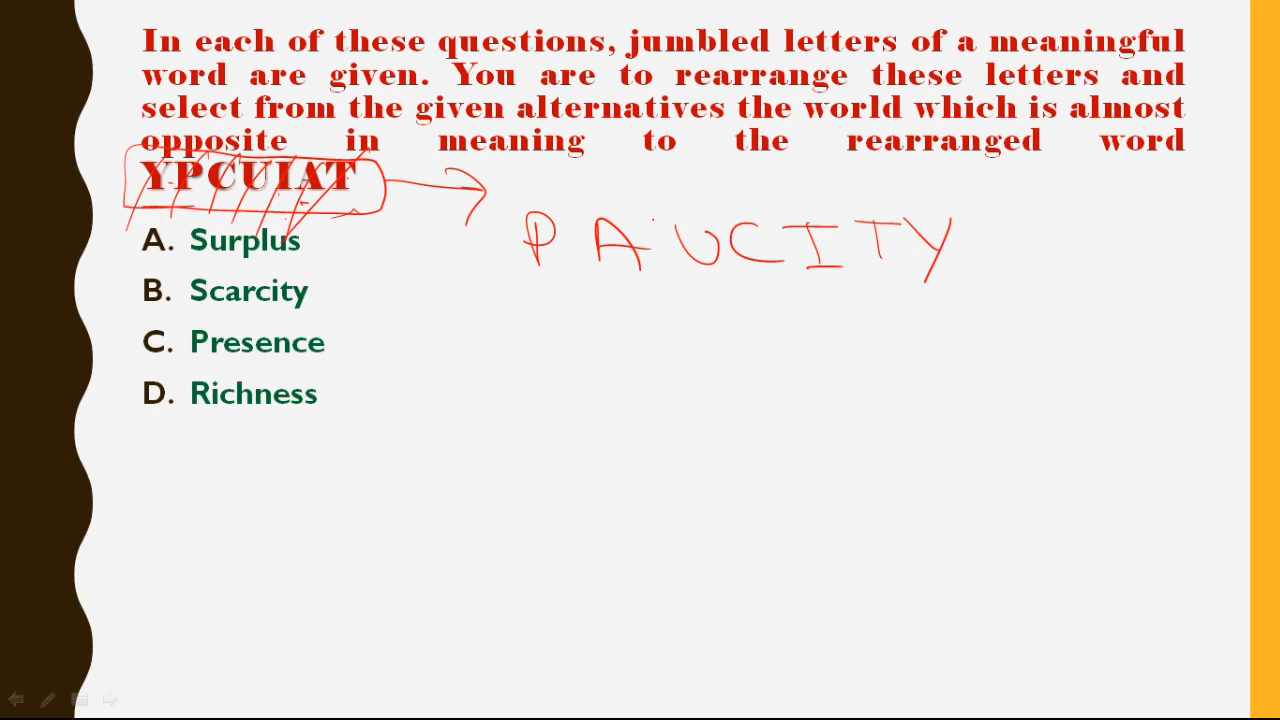 In each of these questions, jumbled letters of a meaningful
word are given. You are to rearrange these letters and
select from the given alternatives the world which is almost
opposite in meaning to the rearranged word
YPCUIAT
PAUCITY
A. Surplus
B. Scarcity
C. Presence
D. Richness